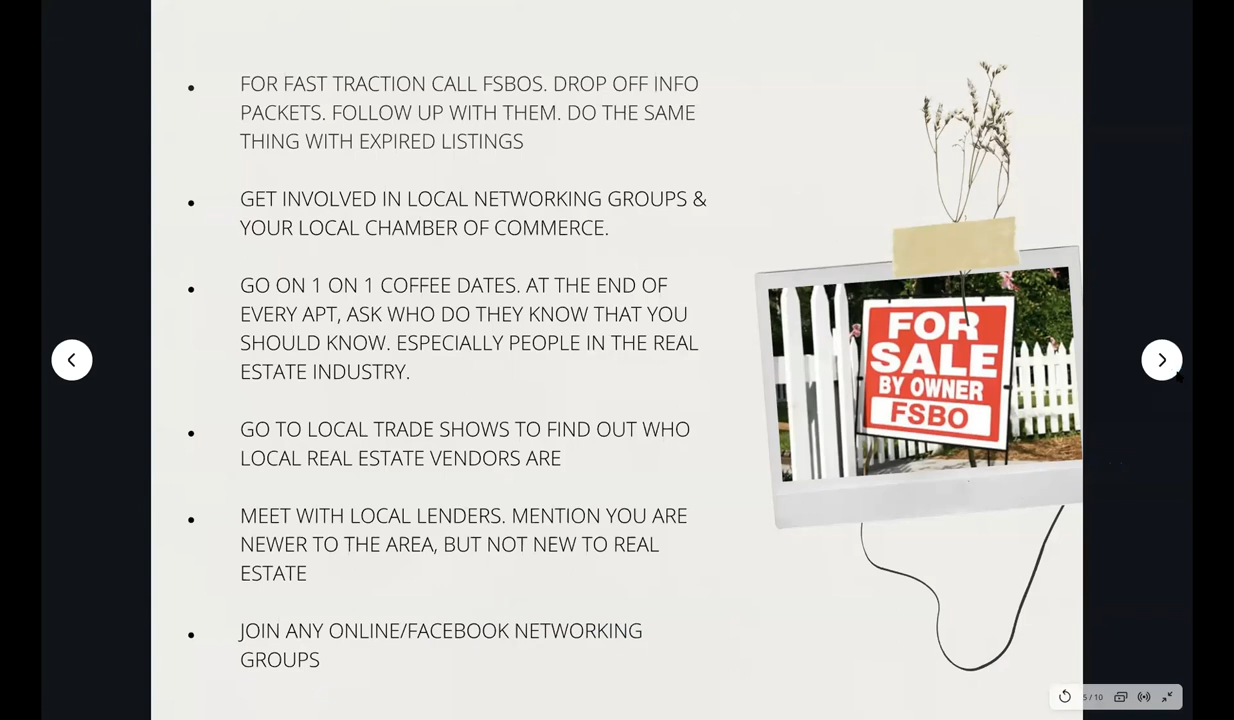 FOR FAST TRACTION CALL FSBOS. DROP OFF INFO
PACKETS. FOLLOW UP WITH THEM. DO THE SAME
THING WITH EXPIRED LISTINGS
GET INVOLVED IN LOCAL NETWORKING GROUPS &
YOUR LOCAL CHAMBER OF COMMERCE.
GO ON 1 ON 1 COFFEE DATES. AT THE END OF
EVERY APT, ASK WHO DO THEY KNOW THAT YOU
SHOULD KNOW. ESPECIALLY PEOPLE IN THE REAL
ESTATE INDUSTRY.
GO TO LOCAL TRADE SHOWS TO FIND OUT WHO
LOCAL REAL ESTATE VENDORS ARE
MEET WITH LOCAL LENDERS. MENTION YOU ARE
NEWER TO THE AREA, BUT NOT NEW TO REAL
ESTATE
JOIN ANY ONLINE/FACEBOOK NETWORKING
GROUPS
FOR
SALE
BY OWNER
FSBO
5 / 10